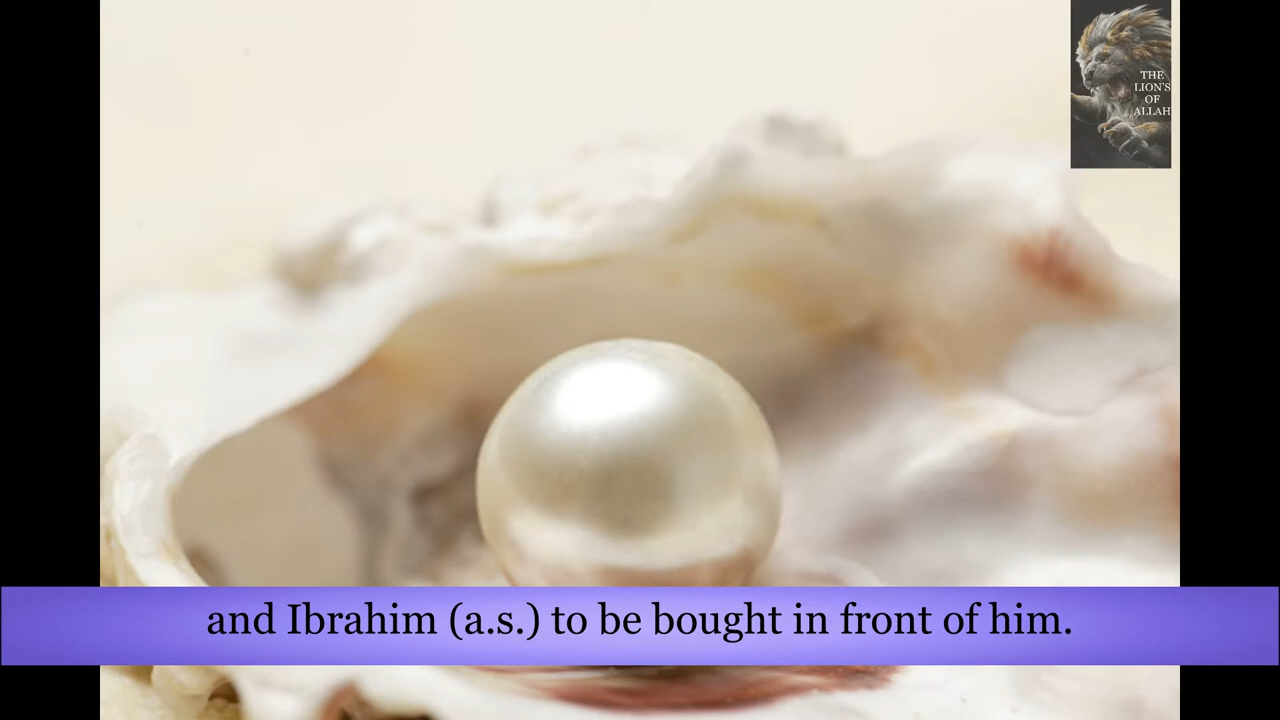 THE
LION'S
OF
ALLAH
and Ibrahim (a.s.) to be bought in front of him.